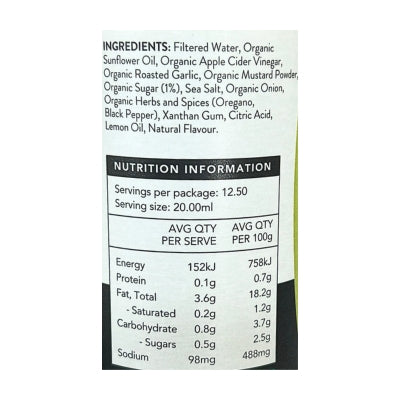 INGREDIENTS: Filtered Water, Organic
Sunflower Oil, Organic Apple Cider Vinegar,
Organic Roasted Garlic, Organic Mustard Powder,
Organic Sugar (1%), Sea Salt, Organic Onion,
Organic Herbs and Spices (Oregano,
Black Pepper), Xanthan Gum, Citric Acid,
Lemon Oil, Natural Flavour.
NUTRITION INFORMATION
Servings per package: 12.50
Serving size: 20.00ml
AVG QTY AVG QTY
PER SERVE PER 100g
Energy 152kJ 758kJ
Protein 0.1g 0.7g
Fat, Total 3.6g 18.2g
- Saturated 0.2g 1.2g
Carbohydrate 0.8g 3.7g
- Sugars 0.5g 2.5g
Sodium 98mg 488mg